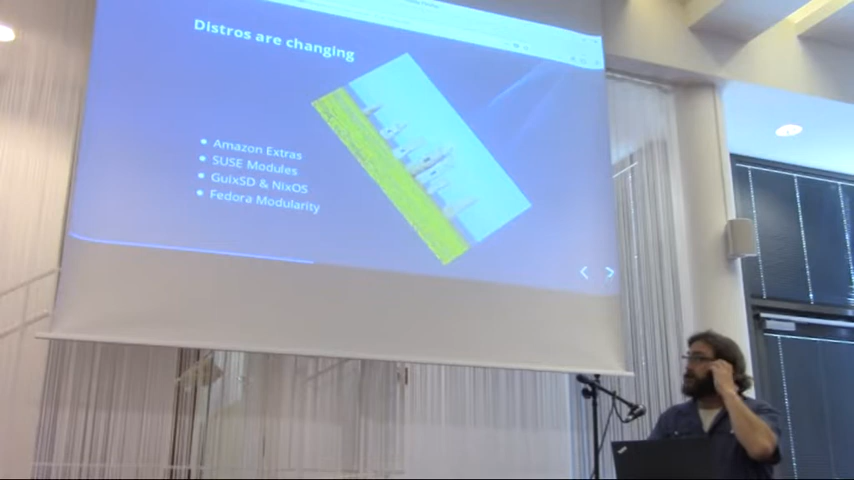 Distros are changing
Amazon Extras
SUSE Modules
GuixSD & NixOS
Fedora Modularity